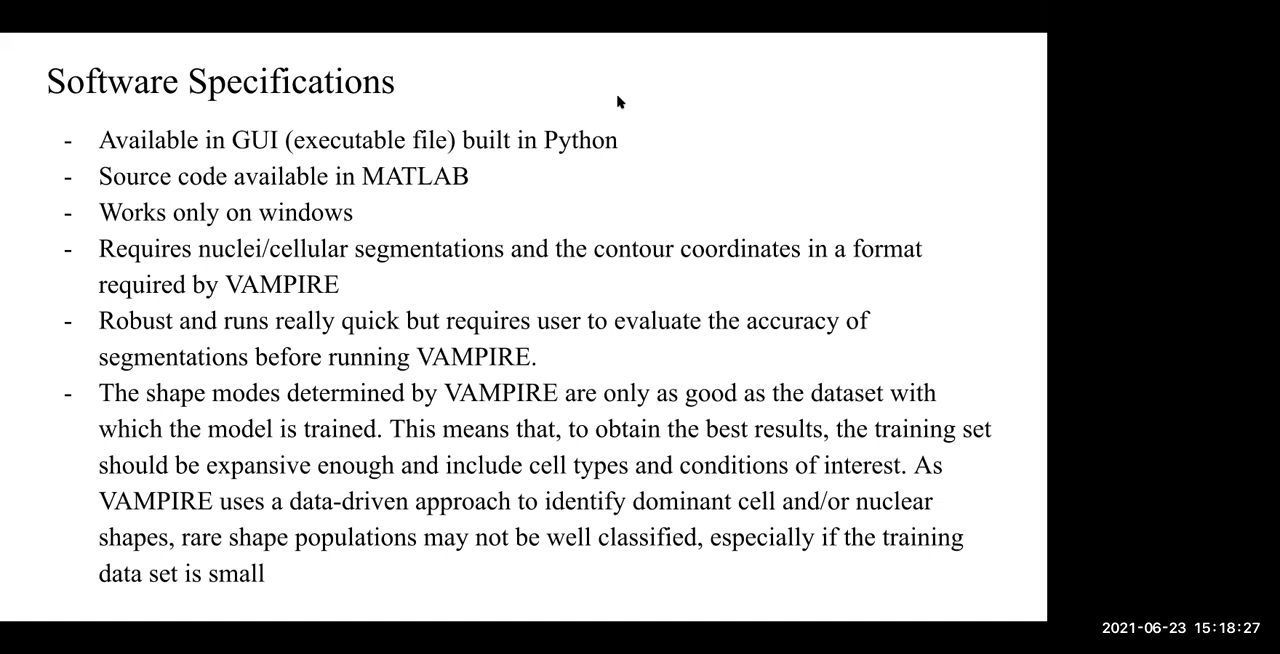 Software Specifications
- Available in GUI (executable file) built in Python
- Source code available in MATLAB
- Works only on windows
- Requires nuclei/cellular segmentations and the contour coordinates in a format
required by VAMPIRE
- Robust and runs really quick but requires user to evaluate the accuracy of
segmentations before running VAMPIRE.
- The shape modes determined by VAMPIRE are only as good as the dataset with
which the model is trained. This means that, to obtain the best results, the training set
should be expansive enough and include cell types and conditions of interest. As
VAMPIRE uses a data-driven approach to identify dominant cell and/or nuclear
shapes, rare shape populations may not be well classified, especially if the training
data set is small
2021-06-23 15:18:27